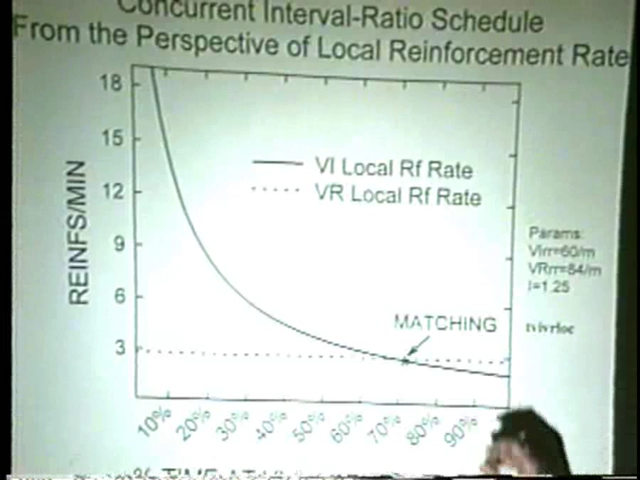 Concurrent Interval-Ratio Schedule
From the Perspective of Local Reinforcement Rate
18
15
12
9
6
3
REINFS/MIN
VI Local Rf Rate
VR Local Rf Rate
MATCHING
Params:
VIrr=60/m
VRrr=84/m
I=1.25
10%
20%
30%
40%
50%
60%
70%
80%
90%